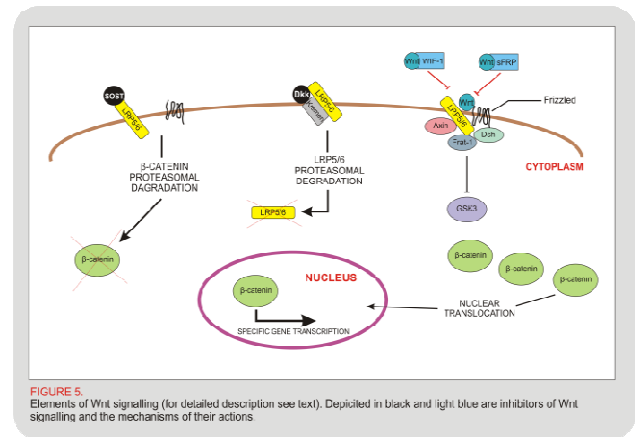 Wnt WIF-1
Wnt sFRP
SOST
LRP5/6
Dkk
LRP5/6
Kremen
Wnt
LRP5/6
Frizzled
Axin
Frat-1
Dsh
CYTOPLASM
β-CATENIN
PROTEASOMAL
DAGRADATION
LRP5/6
PROTEASOMAL
DEGRADATION
LRP5/6
GSK3
β-catenin
β-catenin
β-catenin
β-catenin
NUCLEUS
β-catenin
SPECIFIC GENE TRANSCRIPTION
NUCLEAR
TRANSLOCATION
FIGURE 5.
Elements of Wnt signalling (for detailed description see text). Depicited in black and light blue are inhibitors of Wnt
signalling and the mechanisms of their actions.